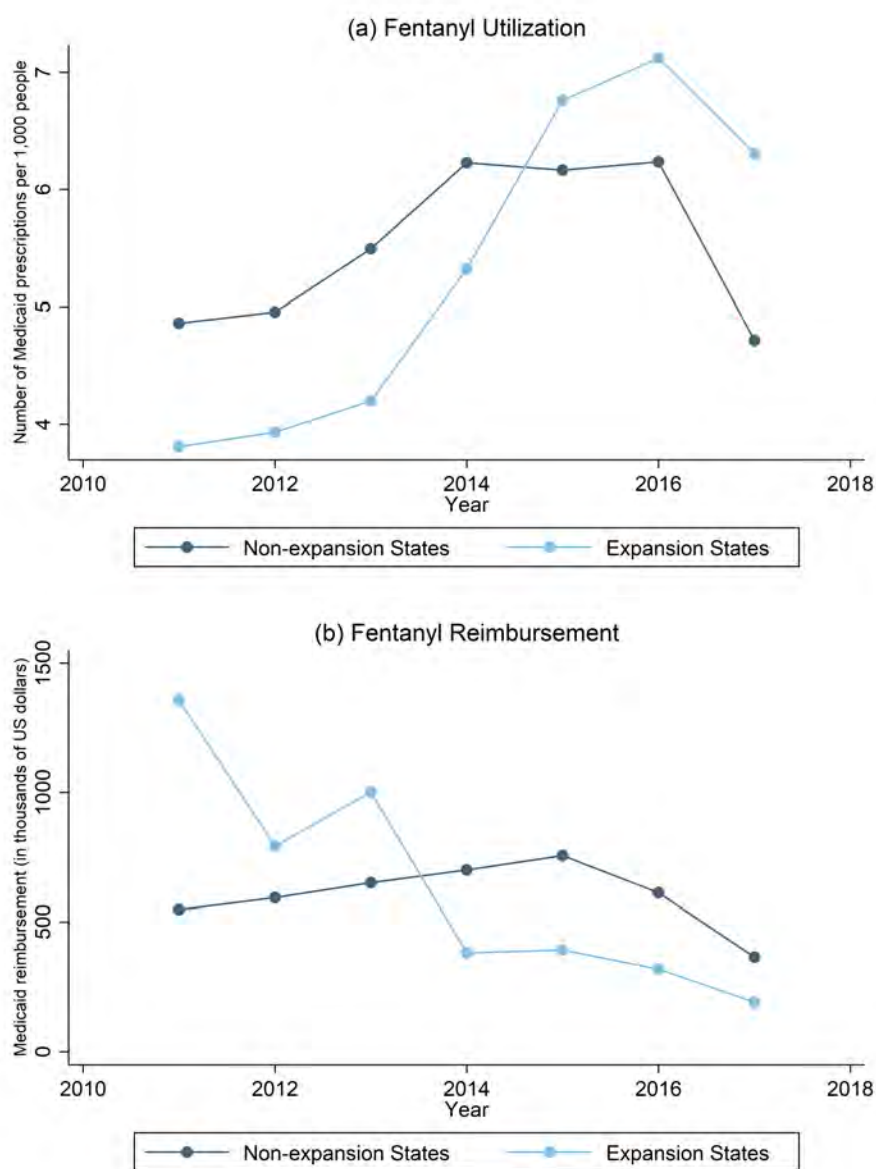 (a) Fentanyl Utilization
Number of Medicaid prescriptions per 1,000 people
7
6
5
4
2010 2012 2014 2016 2018
Year
Non-expansion States Expansion States
(b) Fentanyl Reimbursement
Medicaid reimbursement (in thousands of US dollars)
1500
1000
500
0
2010 2012 2014 2016 2018
Year
Non-expansion States Expansion States